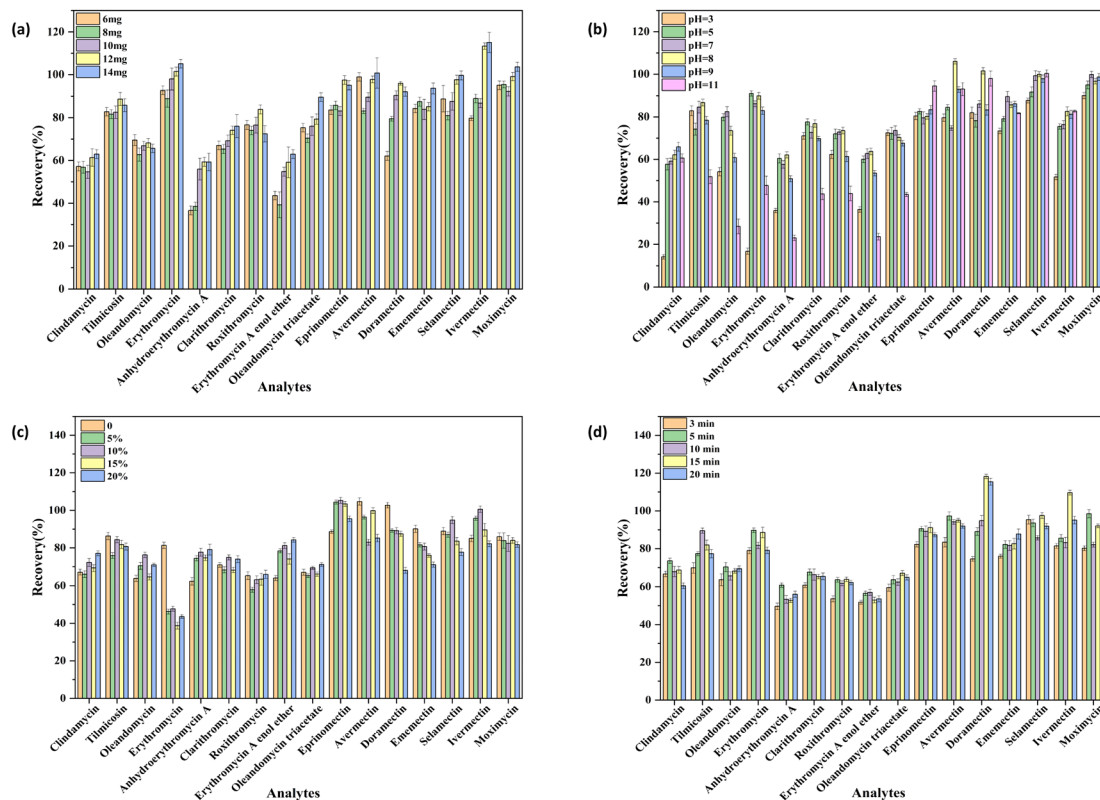 (a)
6mg
8mg
10mg
12mg
14mg
120
100
80
60
40
20
0
Recovery(%)
Clindamycin
Tilmicosin
Oleandomycin
Erythromycin
Anhydroerythromycin A
Clarithromycin
Roxithromycin
Erythromycin A enol ether
Oleandomycin triacetate
Eprinomectin
Avermectin
Doramectin
Ememectin
Selamectin
Ivermectin
Moximycin
Analytes
(b)
pH=3
pH=5
pH=7
pH=8
pH=9
pH=11
120
100
80
60
40
20
0
Recovery(%)
Clindamycin
Tilmicosin
Oleandomycin
Erythromycin
Anhydroerythromycin A
Clarithromycin
Roxithromycin
Erythromycin A enol ether
Oleandomycin triacetate
Eprinomectin
Avermectin
Doramectin
Ememectin
Selamectin
Ivermectin
Moximycin
Analytes
(c)
0
5%
10%
15%
20%
140
120
100
80
60
40
20
0
Recovery(%)
Clindamycin
Tilmicosin
Oleandomycin
Erythromycin
Anhydroerythromycin A
Clarithromycin
Roxithromycin
Erythromycin A enol ether
Oleandomycin triacetate
Eprinomectin
Avermectin
Doramectin
Ememectin
Selamectin
Ivermectin
Moximycin
Analytes
(d)
3 min
5 min
10 min
15 min
20 min
140
120
100
80
60
40
20
0
Recovery(%)
Clindamycin
Tilmicosin
Oleandomycin
Erythromycin
Anhydroerythromycin A
Clarithromycin
Roxithromycin
Erythromycin A enol ether
Oleandomycin triacetate
Eprinomectin
Avermectin
Doramectin
Ememectin
Selamectin
Ivermectin
Moximycin
Analytes